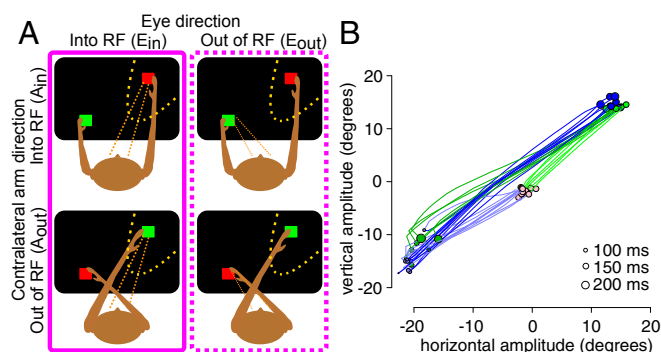 A
Eye direction
Into RF (Ein)
Out of RF (Eout)
Contralateral arm direction
Into RF (Ain)
Out of RF (Aout)
B
vertical amplitude (degrees)
20
10
0
-10
-20
100 ms
150 ms
200 ms
-20
-10
0
10
20
horizontal amplitude (degrees)